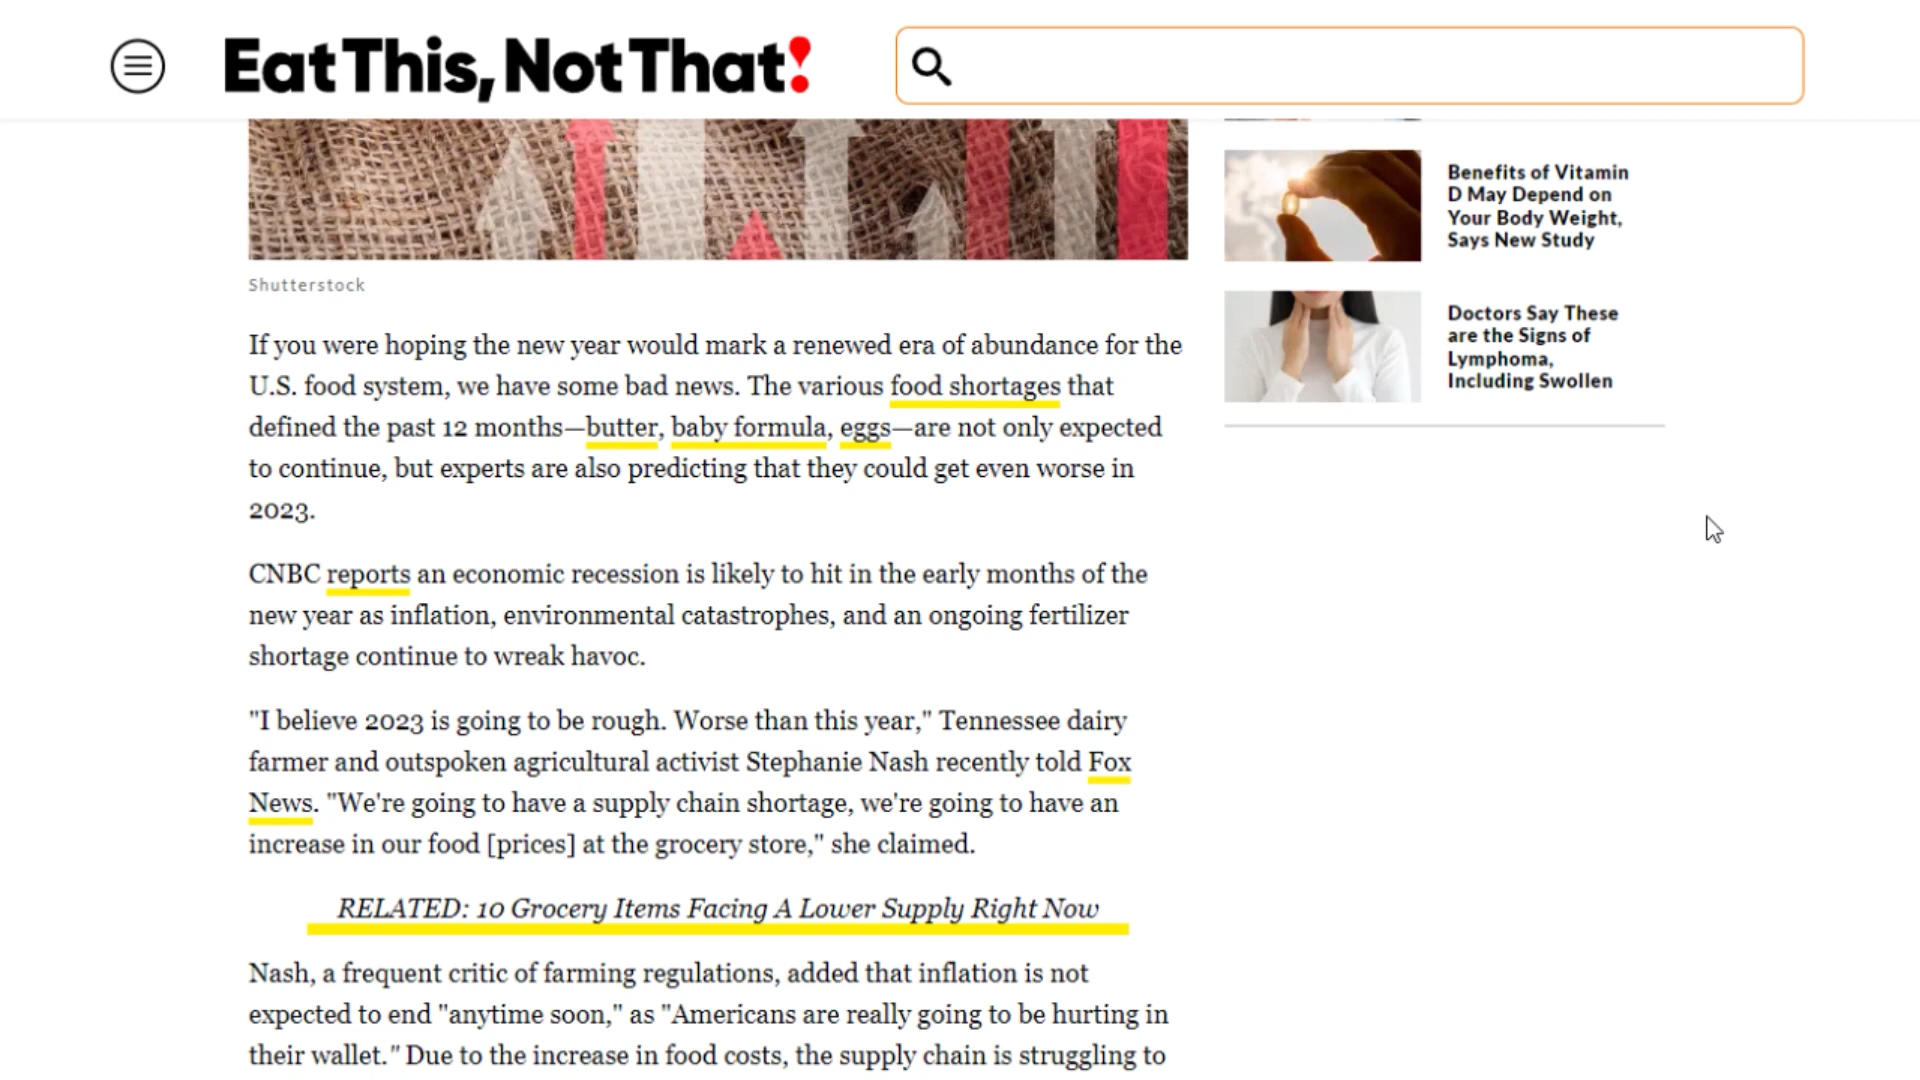 Eat This, Not That!
Shutterstock
If you were hoping the new year would mark a renewed era of abundance for the
U.S. food system, we have some bad news. The various food shortages that
defined the past 12 months—butter, baby formula, eggs—are not only expected
to continue, but experts are also predicting that they could get even worse in
2023.
CNBC reports an economic recession is likely to hit in the early months of the
new year as inflation, environmental catastrophes, and an ongoing fertilizer
shortage continue to wreak havoc.
"I believe 2023 is going to be rough. Worse than this year," Tennessee dairy
farmer and outspoken agricultural activist Stephanie Nash recently told Fox
News. "We're going to have a supply chain shortage, we're going to have an
increase in our food [prices] at the grocery store," she claimed.
RELATED: 10 Grocery Items Facing A Lower Supply Right Now
Nash, a frequent critic of farming regulations, added that inflation is not
expected to end "anytime soon," as "Americans are really going to be hurting in
their wallet." Due to the increase in food costs, the supply chain is struggling to
Benefits of Vitamin
D May Depend on
Your Body Weight,
Says New Study
Doctors Say These
are the Signs of
Lymphoma,
Including Swollen